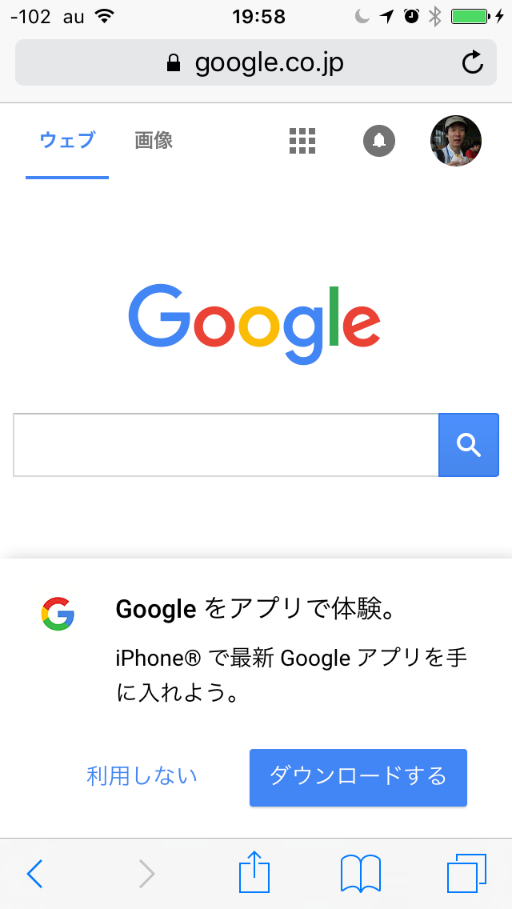 -102 au 19:58
google.co.jp
ウェブ 画像
Google
Google をアプリで体験。
iPhone® で最新 Google アプリを手
に入れよう。
利用しない ダウンロードする